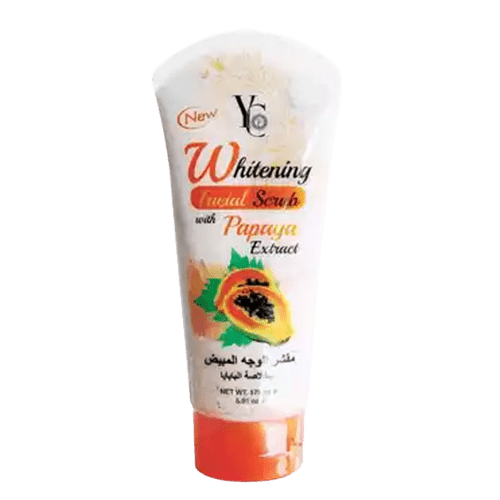 New
YC
Whitening
Facial Scrub
with Papaya
Extract
مقشر الوجه المبيض
بخلاصة البابايا
NET WT.